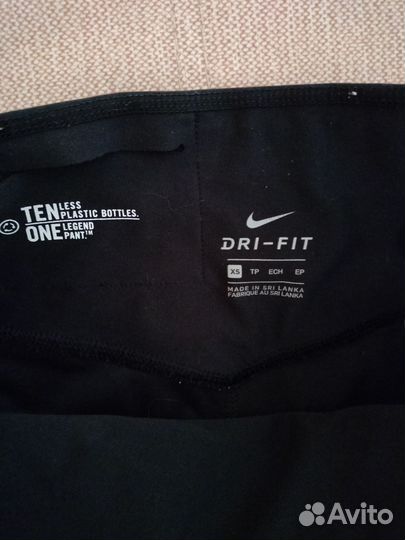 TEN LESS PLASTIC BOTTLES.
ONE LEGEND PANT.™
DRI-FIT
XS TP ECH EP
MADE IN SRI LANKA
FABRIQUE AU SRI LANKA
Avito